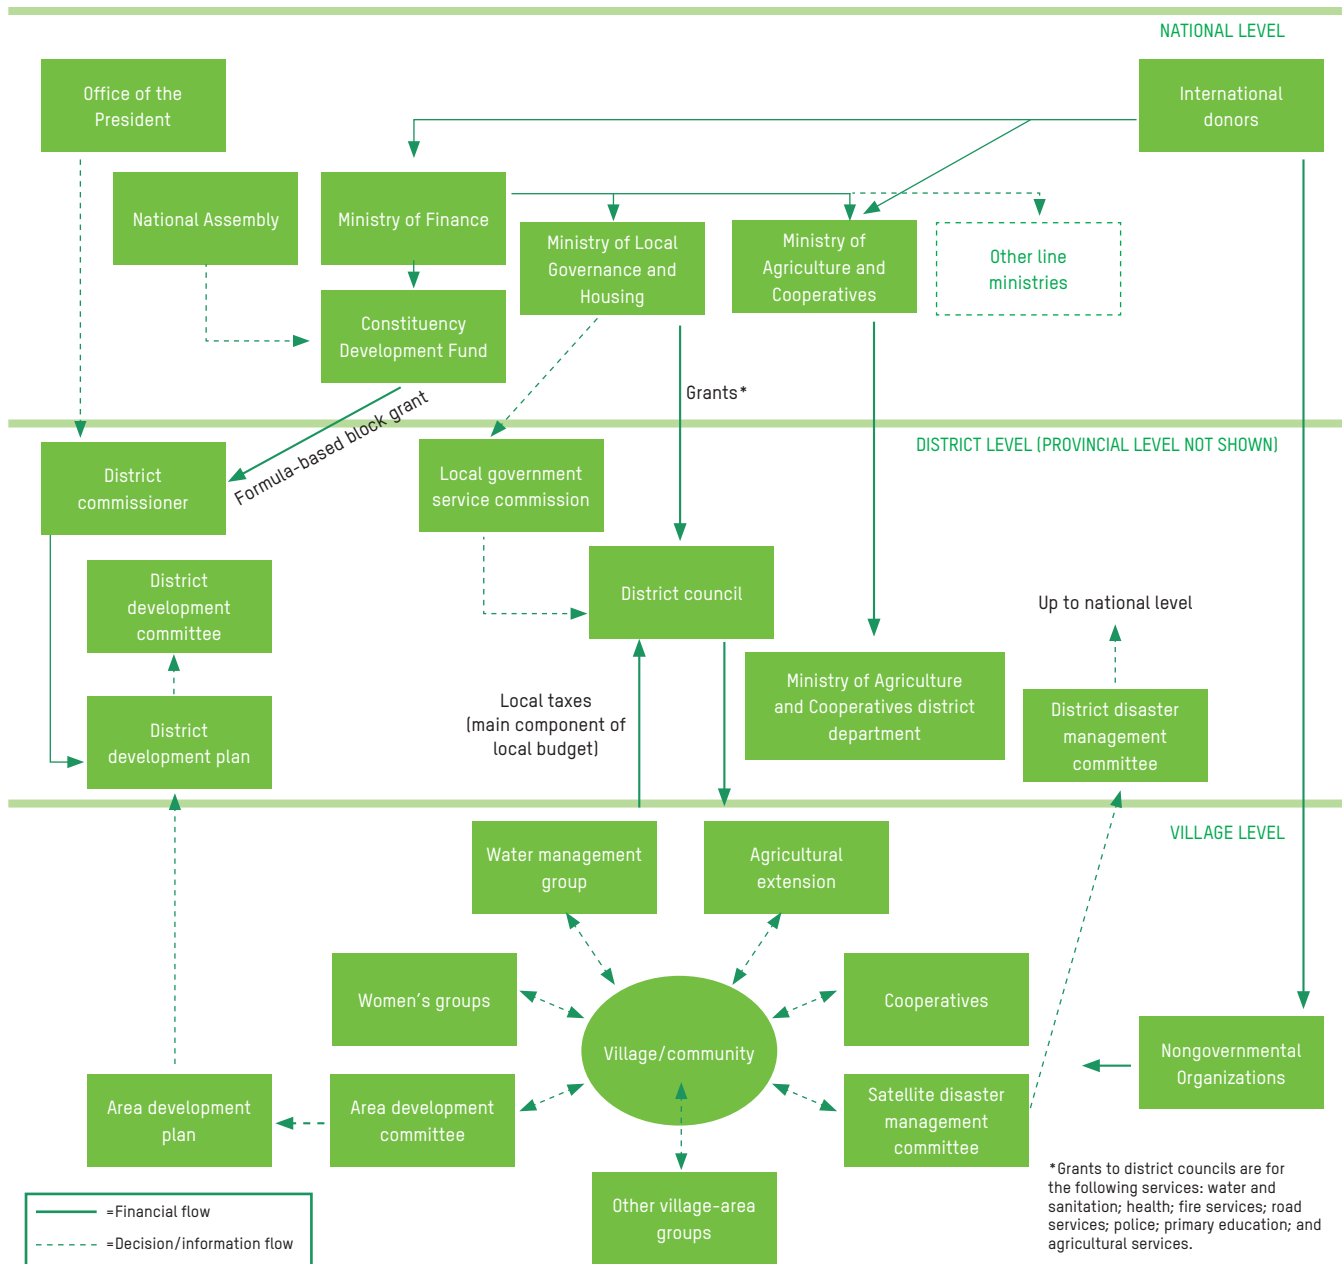 NATIONAL LEVEL
Office of the
President
International
donors
National Assembly
Ministry of Finance
Ministry of Local
Governance and
Housing
Ministry of
Agriculture and
Cooperatives
Other line
ministries
Constituency
Development Fund
Grants*
Formula-based block grant
DISTRICT LEVEL (PROVINCIAL LEVEL NOT SHOWN)
District
commissioner
Local government
service commission
District
development
committee
District council
Up to national level
Local taxes
(main component of
local budget)
Ministry of Agriculture
and Cooperatives district
department
District disaster
management
committee
District
development plan
VILLAGE LEVEL
Water management
group
Agricultural
extension
Women's groups
Cooperatives
Village/community
Nongovernmental
Organizations
Area development
plan
Area development
committee
Satellite disaster
management
committee
Other village-area
groups
*Grants to district councils are for
the following services: water and
sanitation; health; fire services; road
services; police; primary education; and
agricultural services.
=Financial flow
=Decision/information flow